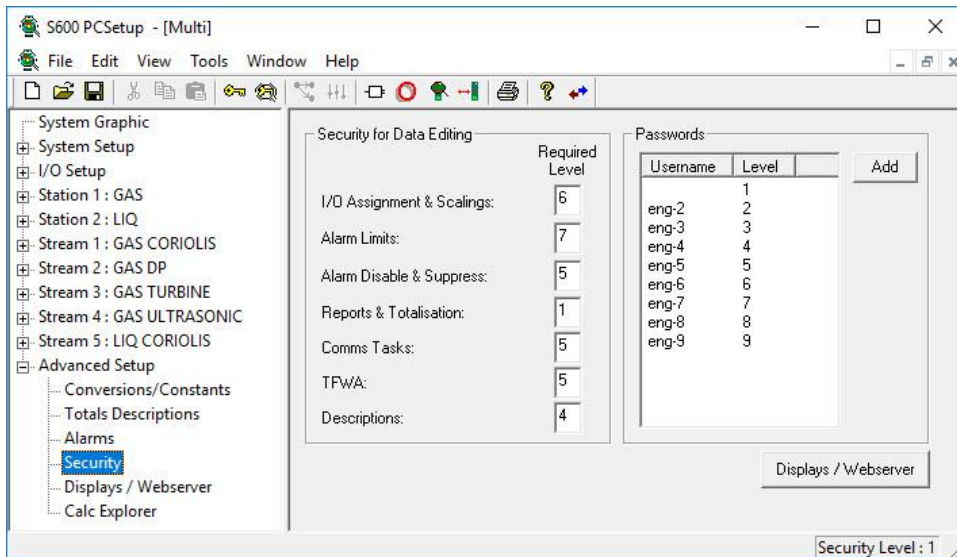 S600 PCSetup - [Multi]
File Edit View Tools Window Help
System Graphic
System Setup
I/O Setup
Station 1 : GAS
Station 2 : LIQ
Stream 1 : GAS CORIOLIS
Stream 2 : GAS DP
Stream 3 : GAS TURBINE
Stream 4 : GAS ULTRASONIC
Stream 5 : LIQ CORIOLIS
Advanced Setup
Conversions/Constants
Totals Descriptions
Alarms
Security
Displays / Webserver
Calc Explorer
Security for Data Editing
Required
Level
I/O Assignment & Scalings: 6
Alarm Limits: 7
Alarm Disable & Suppress: 5
Reports & Totalisation: 1
Comms Tasks: 5
TFWA: 5
Descriptions: 4
Passwords
Username Level
1
eng-2 2
eng-3 3
eng-4 4
eng-5 5
eng-6 6
eng-7 7
eng-8 8
eng-9 9
Add
Displays / Webserver
Security Level : 1